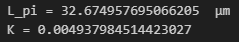 L_pi = 32.674957695066205  μm
K = 0.004937984514423027